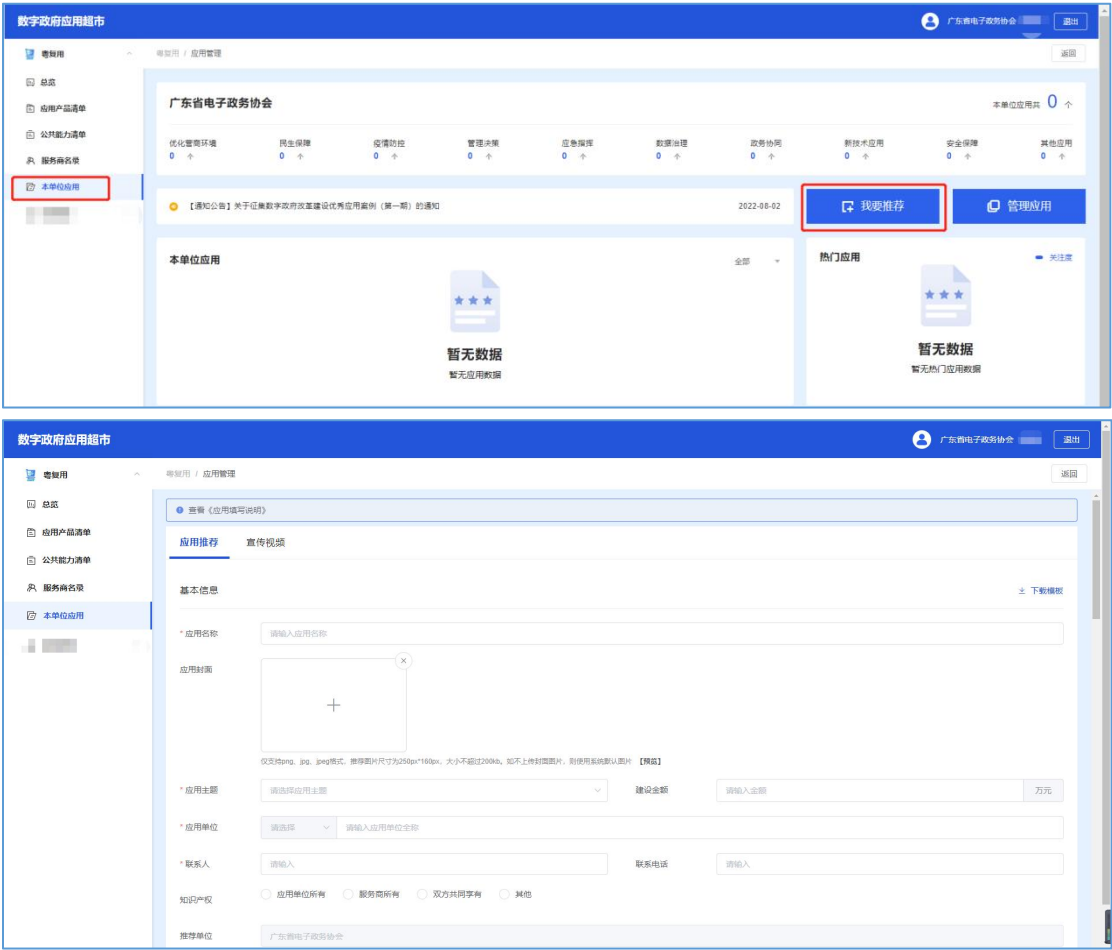 数字政府应用超市
广东省电子政务协会
退出
粤复用
粤复用 / 应用管理
返回
总览
应用产品清单
公共能力清单
服务商名录
本单位应用
广东省电子政务协会
本单位应用共 0 个
优化营商环境 民生保障 疫情防控 管理决策 应急指挥 数据治理 政务协同 新技术应用 安全保障 其他应用
0 个 0 个 0 个 0 个 0 个 0 个 0 个 0 个 0 个 0 个
【通知公告】关于征集数字政府改革建设优秀应用案例（第一期）的通知 2022-08-02
我要推荐
管理应用
本单位应用
全部
暂无数据
暂无应用数据
热门应用
关注度
暂无数据
暂无热门应用数据
数字政府应用超市
广东省电子政务协会
退出
粤复用
粤复用 / 应用管理
返回
总览
应用产品清单
公共能力清单
服务商名录
本单位应用
查看《应用填写说明》
应用推荐 宣传视频
基本信息
下载模板
* 应用名称 请输入应用名称
应用封面
仅支持png、jpg、jpeg格式，推荐图片尺寸为250px*160px，大小不超过200kb。如不上传封面图片，则使用系统默认图片 【预览】
* 应用主题 请选择应用主题 建设金额 请输入金额 万元
* 应用单位 请选择 请输入应用单位全称
* 联系人 请输入 联系电话 请输入
知识产权 应用单位所有 服务商所有 双方共同享有 其他
推荐单位 广东省电子政务协会